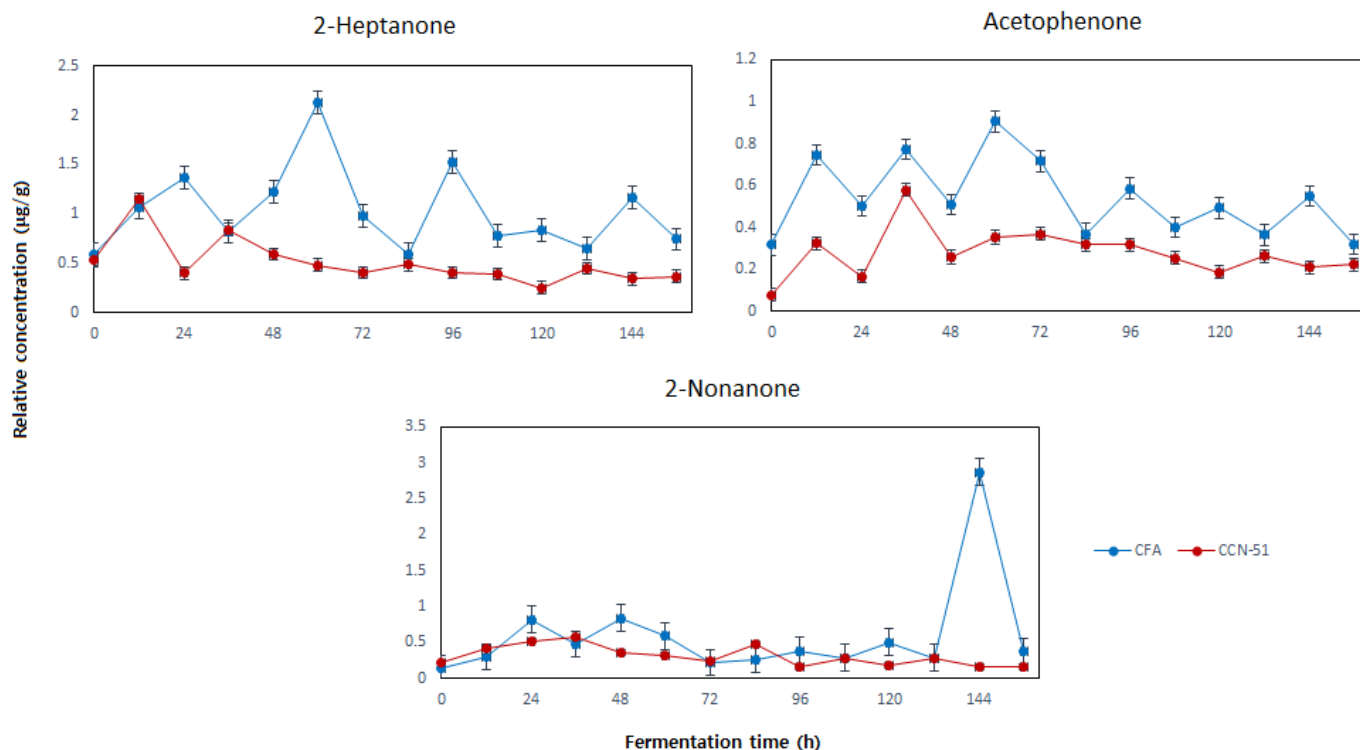 2-Heptanone
Acetophenone
2.5
2
1.5
1
0.5
0
0 24 48 72 96 120 144
1.2
1
0.8
0.6
0.4
0.2
0
0 24 48 72 96 120 144
Relative concentration (µg/g)
2-Nonanone
3.5
3
2.5
2
1.5
1
0.5
0
0 24 48 72 96 120 144
CFA CCN-51
Fermentation time (h)